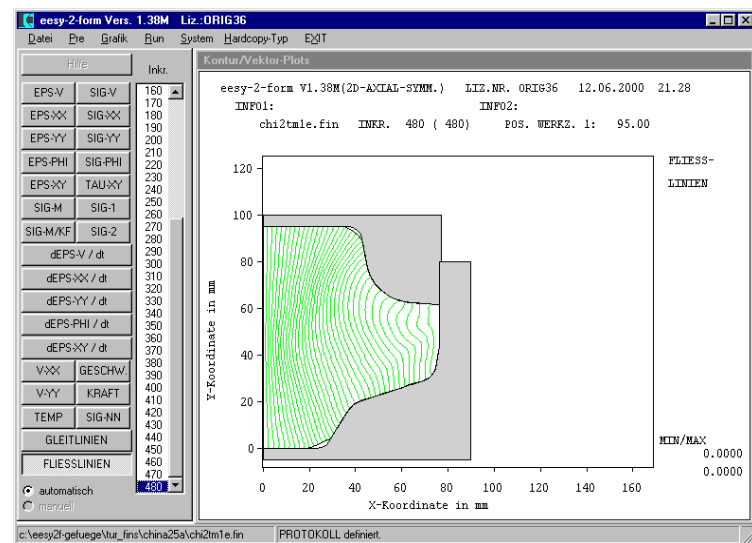 eesy-2-form Vers. 1.38M Liz.:ORIG36
Datei Pre Grafik Run System Hardcopy-Typ EXIT
Hilfe
Inkr.
EPS-V SIG-V
EPS-XX SIG-XX
EPS-YY SIG-YY
EPS-PHI SIG-PHI
EPS-XY TAU-XY
SIG-M SIG-1
SIG-M/KF SIG-2
dEPS-V / dt
dEPS-XX / dt
dEPS-YY / dt
dEPS-PHI / dt
dEPS-XY / dt
V-XX GESCHW.
V-YY KRAFT
TEMP SIG-NN
GLEITLINIEN
FLIESSLINIEN
automatisch
manuell
160
170
180
190
200
210
220
230
240
250
260
270
280
290
300
310
320
330
340
350
360
370
380
390
400
410
420
430
440
450
460
470
480
Kontur/Vektor-Plots
eesy-2-form V1.38M(2D-AXIAL-SYMM.) LIZ.NR. ORIG36 12.06.2000 21.28
INFO1: INFO2:
chi2tm1e.fin INKR. 480 ( 480) POS. WERKZ. 1: 95.00
FLIESS-
LINIEN
120
100
80
60
40
20
0
Y-Koordinate in mm
0 20 40 60 80 100 120 140 160
X-Koordinate in mm
MIN/MAX
0.0000
0.0000
c:\eesy2f-gefuege\tur_fins\china25a\chi2tm1e.fin PROTOKOLL definiert.